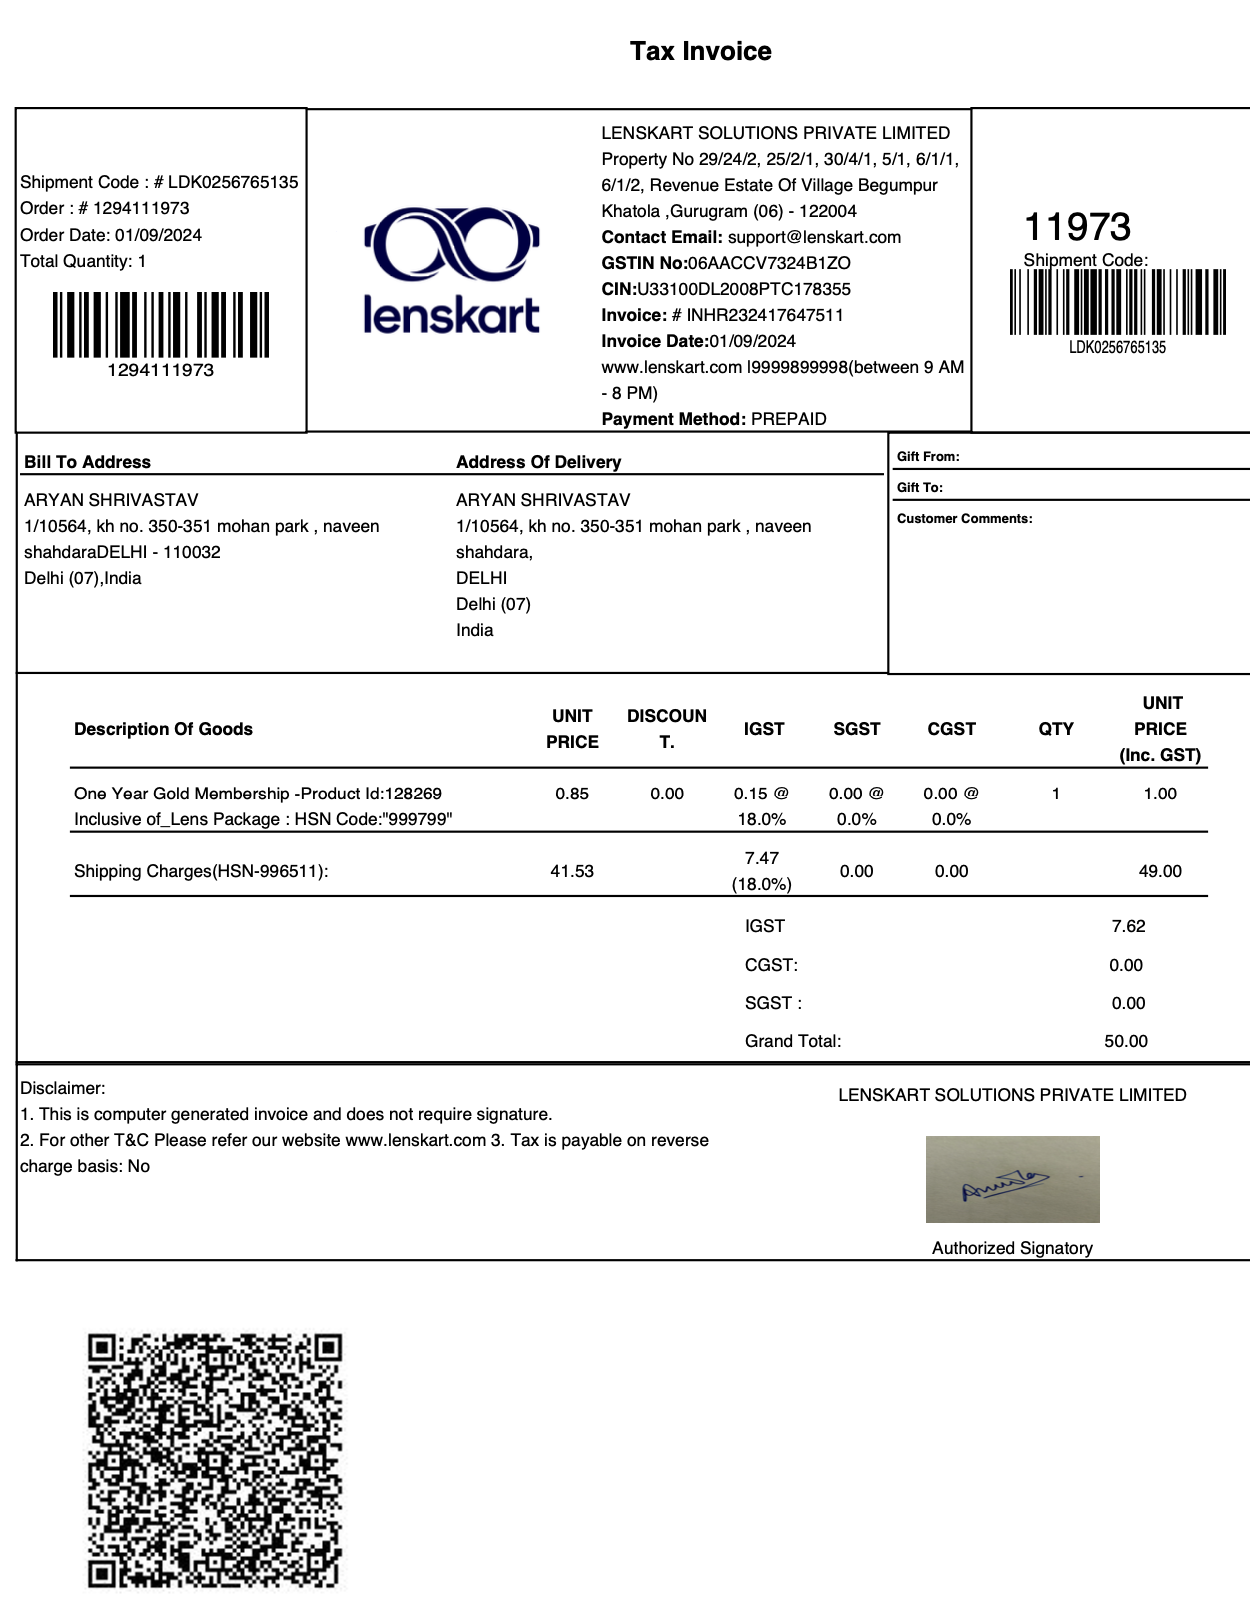 Tax Invoice
Shipment Code : # LDK0256765135
Order : # 1294111973
Order Date: 01/09/2024
Total Quantity: 1
1294111973
lenskart
LENSKART SOLUTIONS PRIVATE LIMITED
Property No 29/24/2, 25/2/1, 30/4/1, 5/1, 6/1/1,
6/1/2, Revenue Estate Of Village Begumpur
Khatola ,Gurugram (06) - 122004
Contact Email: support@lenskart.com
GSTIN No:06AACCV7324B1ZO
CIN:U33100DL2008PTC178355
Invoice: # INHR232417647511
Invoice Date:01/09/2024
www.lenskart.com l9999899998(between 9 AM
- 8 PM)
Payment Method: PREPAID
11973
Shipment Code:
LDK0256765135
Bill To Address
ARYAN SHRIVASTAV
1/10564, kh no. 350-351 mohan park , naveen
shahdaraDELHI - 110032
Delhi (07),India
Address Of Delivery
ARYAN SHRIVASTAV
1/10564, kh no. 350-351 mohan park , naveen
shahdara,
DELHI
Delhi (07)
India
Gift From:
Gift To:
Customer Comments:
Description Of Goods UNIT PRICE DISCOUN T. IGST SGST CGST QTY UNIT PRICE (Inc. GST)
One Year Gold Membership -Product Id:128269 0.85 0.00 0.15 @ 0.00 @ 0.00 @ 1 1.00
Inclusive of_Lens Package : HSN Code:"999799" 18.0% 0.0% 0.0%
Shipping Charges(HSN-996511): 41.53 7.47 (18.0%) 0.00 0.00 49.00
IGST 7.62
CGST: 0.00
SGST : 0.00
Grand Total: 50.00
Disclaimer:
1. This is computer generated invoice and does not require signature.
2. For other T&C Please refer our website www.lenskart.com 3. Tax is payable on reverse
charge basis: No
LENSKART SOLUTIONS PRIVATE LIMITED
Authorized Signatory